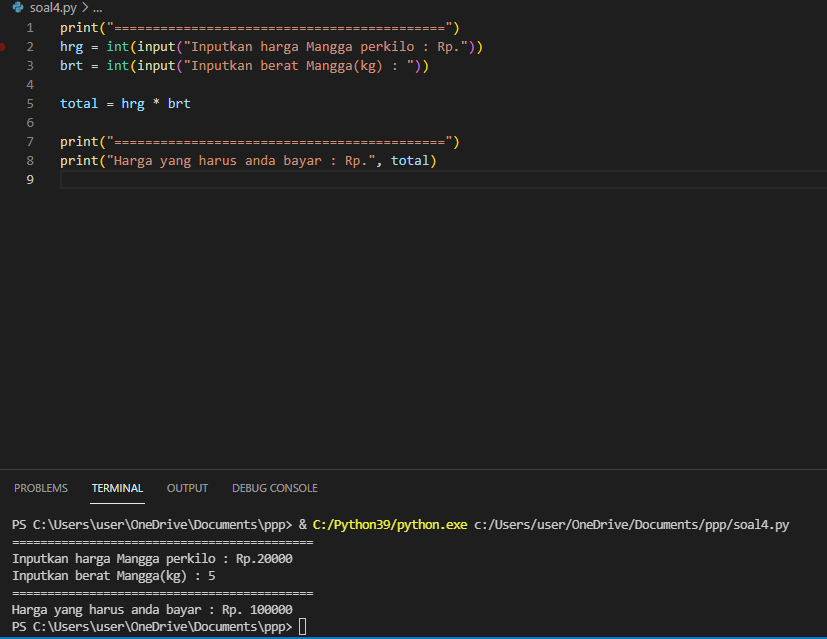 soal4.py > ...
1 print("===========================================")
2 hrg = int(input("Inputkan harga Mangga perkilo : Rp."))
3 brt = int(input("Inputkan berat Mangga(kg) : "))
4
5 total = hrg * brt
6
7 print("===========================================")
8 print("Harga yang harus anda bayar : Rp.", total)
9
PROBLEMS TERMINAL OUTPUT DEBUG CONSOLE
PS C:\Users\user\OneDrive\Documents\ppp> & C:/Python39/python.exe c:/Users/user/OneDrive/Documents/ppp/soal4.py
===========================================
Inputkan harga Mangga perkilo : Rp.20000
Inputkan berat Mangga(kg) : 5
===========================================
Harga yang harus anda bayar : Rp. 100000
PS C:\Users\user\OneDrive\Documents\ppp>